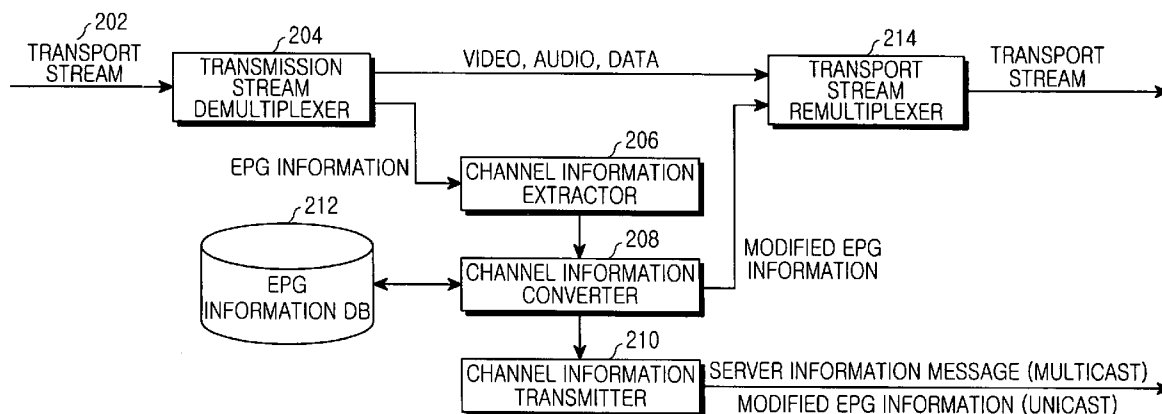 202
TRANSPORT
STREAM
204
TRANSMISSION
STREAM
DEMULTIPLEXER
VIDEO, AUDIO, DATA
214
TRANSPORT
STREAM
REMULTIPLEXER
TRANSPORT
STREAM
EPG INFORMATION
206
CHANNEL INFORMATION
EXTRACTOR
212
EPG
INFORMATION DB
208
CHANNEL INFORMATION
CONVERTER
MODIFIED EPG
INFORMATION
210
CHANNEL INFORMATION
TRANSMITTER
SERVER INFORMATION MESSAGE (MULTICAST)
MODIFIED EPG INFORMATION (UNICAST)